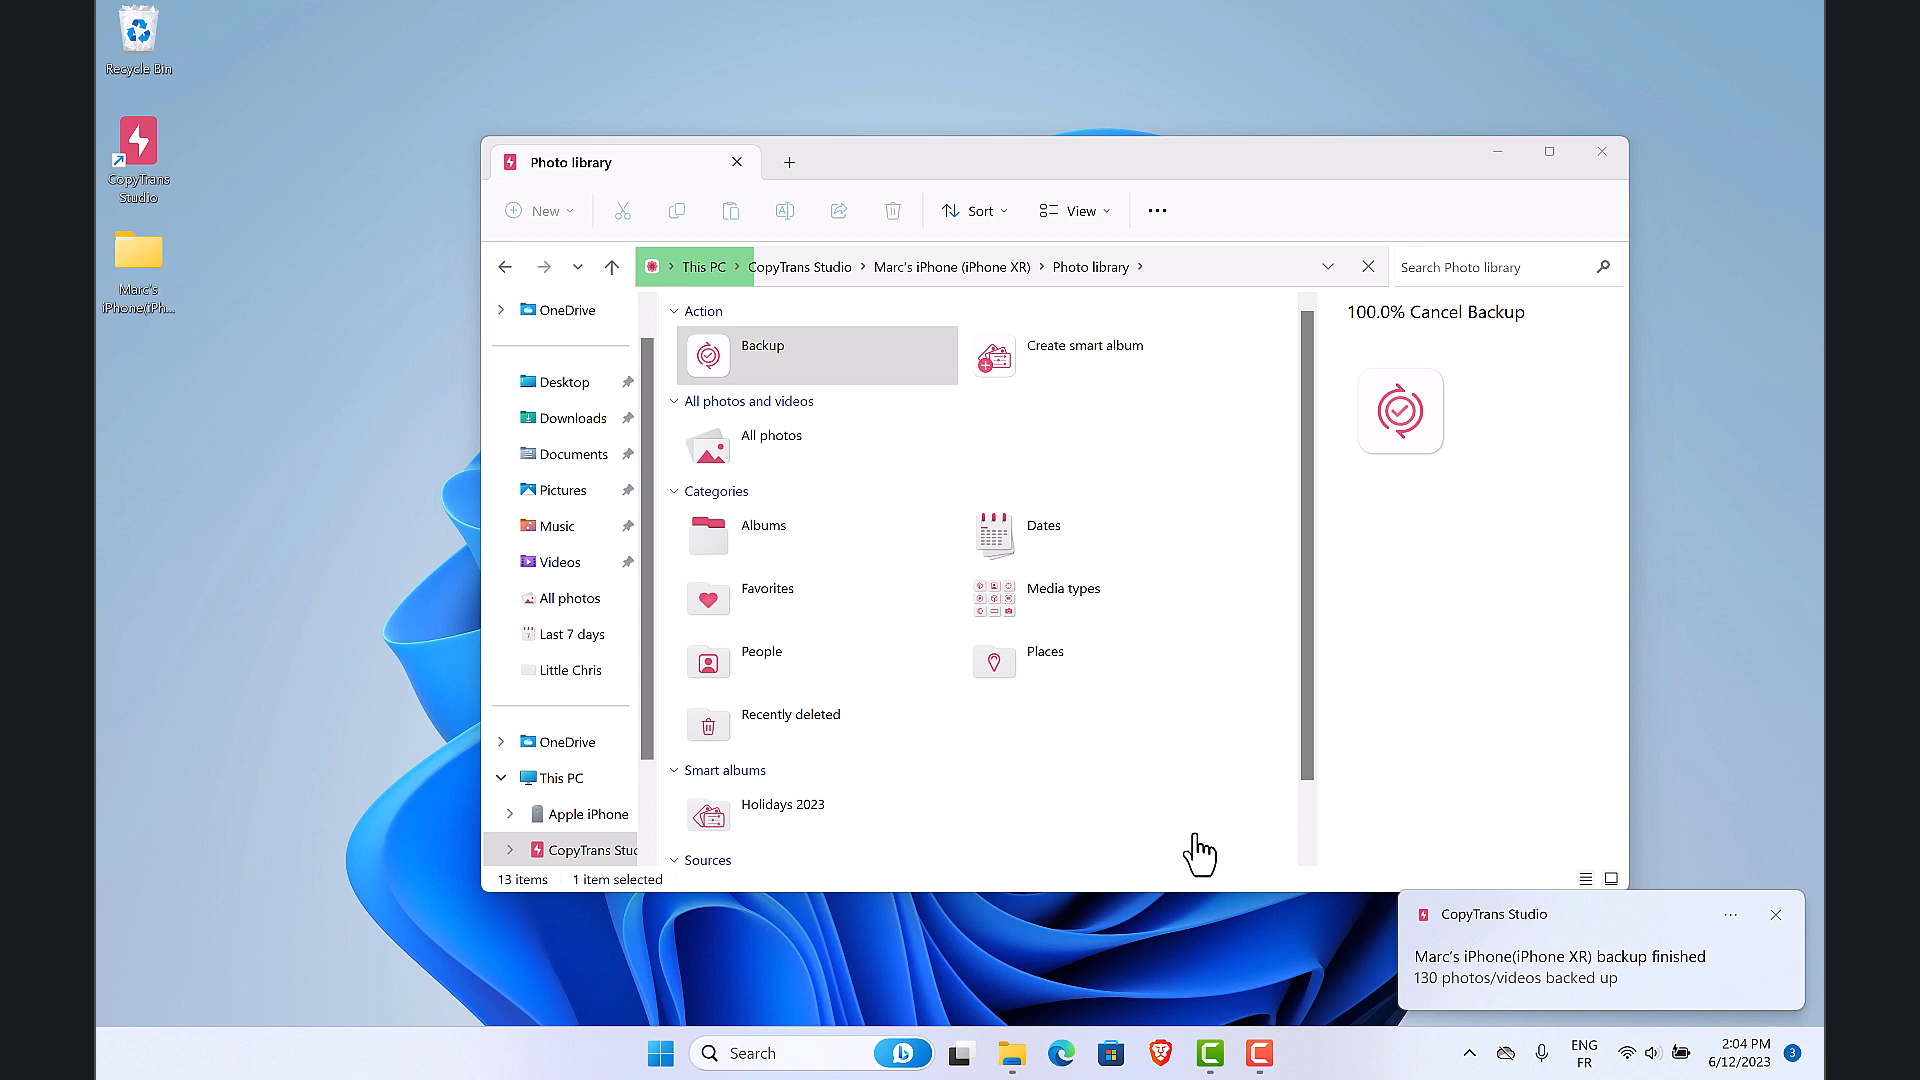 Recycle Bin
CopyTrans
Studio
Marc's
iPhone(iPh...
Photo library
New
Sort
View
This PC
CopyTrans Studio
Marc's iPhone (iPhone XR)
Photo library
Search Photo library
OneDrive
Desktop
Downloads
Documents
Pictures
Music
Videos
All photos
Last 7 days
Little Chris
OneDrive
This PC
Apple iPhone
CopyTrans Stud
Action
Backup
Create smart album
All photos and videos
All photos
Categories
Albums
Dates
Favorites
Media types
People
Places
Recently deleted
Smart albums
Holidays 2023
Sources
100.0% Cancel Backup
13 items
1 item selected
CopyTrans Studio
Marc's iPhone(iPhone XR) backup finished
130 photos/videos backed up
Search
ENG
FR
2:04 PM
6/12/2023
3